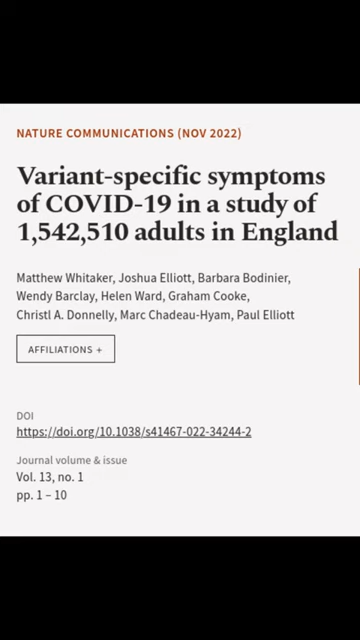 NATURE COMMUNICATIONS (NOV 2022)
Variant-specific symptoms
of COVID-19 in a study of
1,542,510 adults in England
Matthew Whitaker, Joshua Elliott, Barbara Bodinier,
Wendy Barclay, Helen Ward, Graham Cooke,
Christl A. Donnelly, Marc Chadeau-Hyam, Paul Elliott
AFFILIATIONS +
DOI
https://doi.org/10.1038/s41467-022-34244-2
Journal volume & issue
Vol. 13, no. 1
pp. 1 – 10